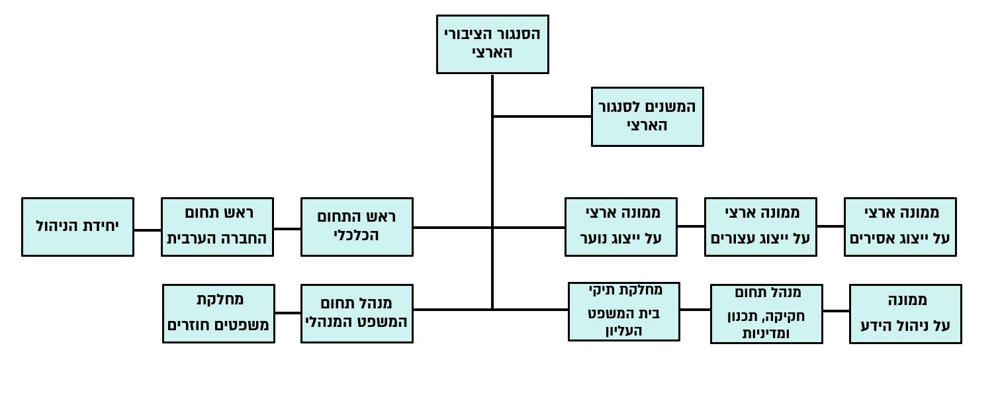 הסנגור הציבורי
הארצי
המשנים לסנגור
הארצי
ממונה ארצי
על ייצוג אסירים
ממונה ארצי
על ייצוג עצורים
ממונה ארצי
על ייצוג נוער
ראש התחום
הכלכלי
ראש תחום
החברה הערבית
יחידת הניהול
ממונה
על ניהול הידע
מנהל תחום
חקיקה, תכנון
ומדיניות
מחלקת תיקי
בית המשפט
העליון
מנהל תחום
המשפט המנהלי
מחלקת
משפטים חוזרים